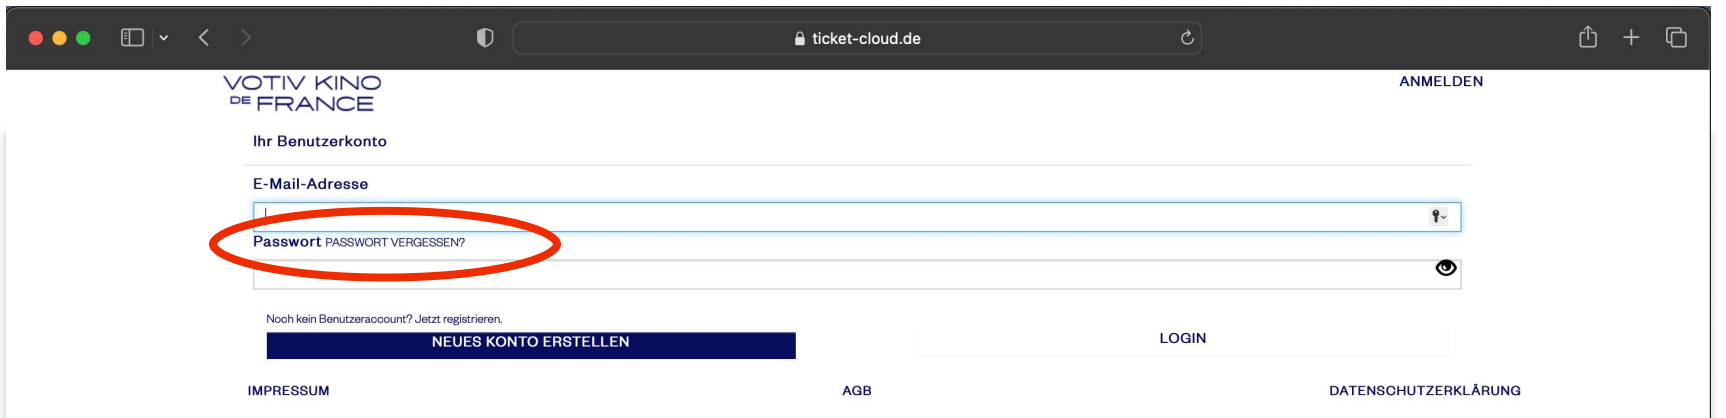 ticket-cloud.de
VOTIV KINO
DE FRANCE
ANMELDEN
Ihr Benutzerkonto
E-Mail-Adresse
Passwort PASSWORT VERGESSEN?
Noch kein Benutzeraccount? Jetzt registrieren.
NEUES KONTO ERSTELLEN
LOGIN
IMPRESSUM
AGB
DATENSCHUTZERKLÄRUNG